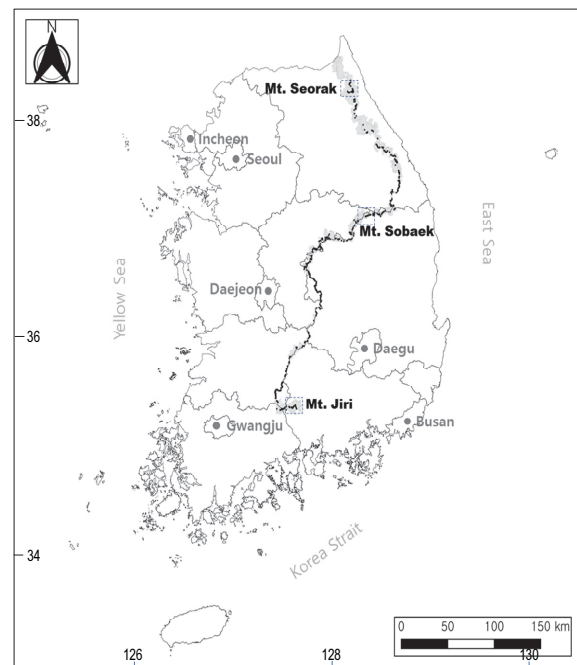 N
Mt. Seorak
38
Incheon
Seoul
East Sea
Mt. Sobaek
Yellow Sea
Daejeon
36
Daegu
Mt. Jiri
Gwangju
Busan
Korea Strait
34
0 50 100 150 km
126 128 130